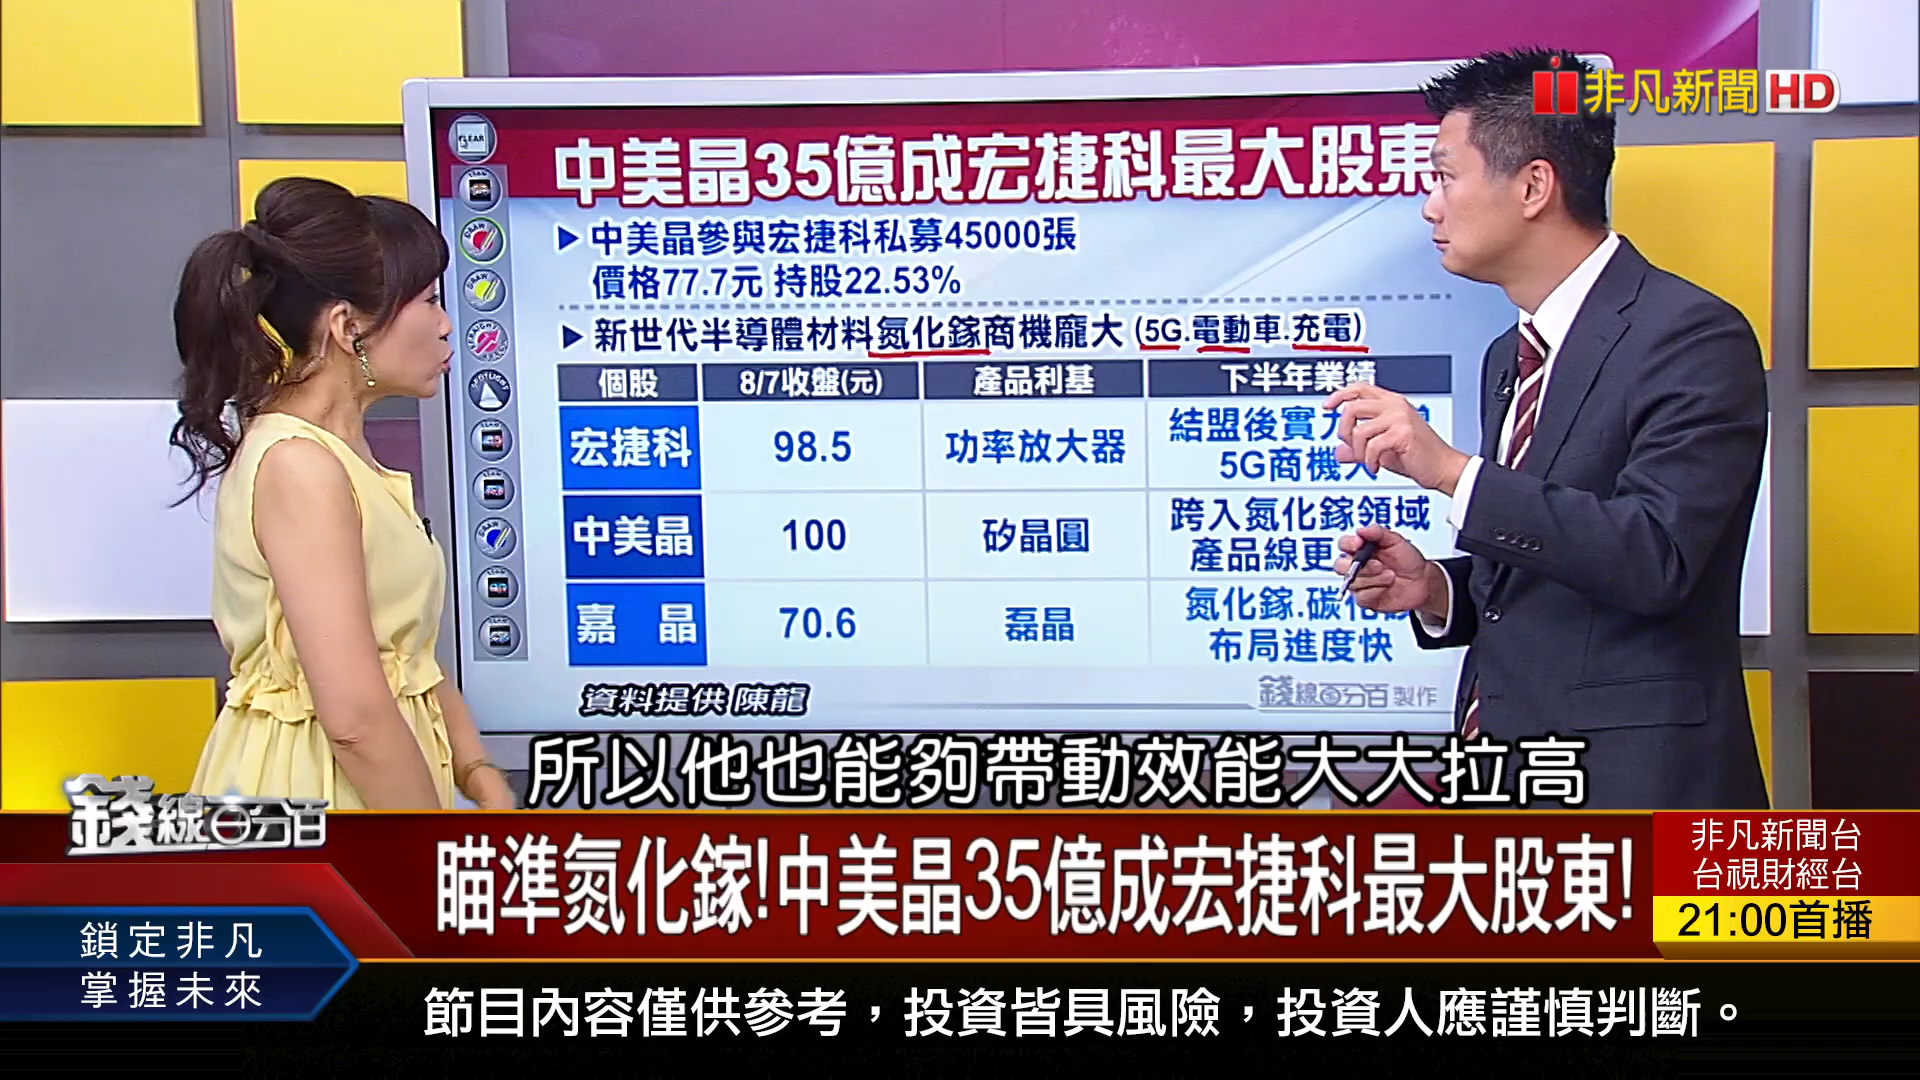 非凡新聞HD
CLEAR
中美晶35億成宏捷科最大股東
▶中美晶參與宏捷科私募45000張
價格77.7元 持股22.53%
▶新世代半導體材料氮化鎵商機龐大 (5G.電動車.充電)
個股 8/7收盤(元) 產品利基 下半年業績
宏捷科 98.5 功率放大器 結盟後實
5G商機
中美晶 100 矽晶圓 跨入氮化鎵領域
產品線更
嘉 晶 70.6 磊晶 氮化鎵.碳化
布局進度快
資料提供 陳龍
錢線百分百 製作
所以他也能夠帶動效能大大拉高
錢線百分百
瞄準氮化鎵!中美晶35億成宏捷科最大股東!
非凡新聞台
台視財經台
21:00首播
鎖定非凡
掌握未來
節目內容僅供參考，投資皆具風險，投資人應謹慎判斷。